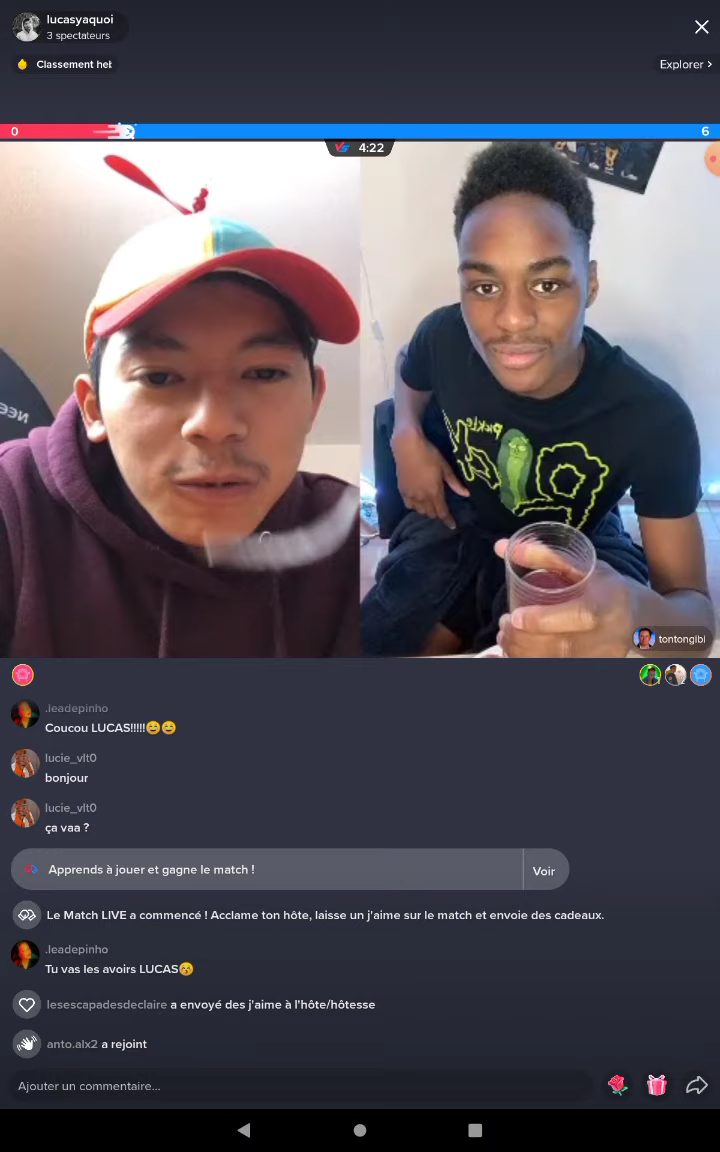 lucasyaquoi
3 spectateurs
Classement het
Explorer >
0
6
VS 4:22
pickle
tontongibi
.leadepinho
Coucou LUCAS!!!!!😄😄
lucie_vlt0
bonjour
lucie_vlt0
ça vaa ?
Apprends à jouer et gagne le match !
Voir
Le Match LIVE a commencé ! Acclame ton hôte, laisse un j'aime sur le match et envoie des cadeaux.
.leadepinho
Tu vas les avoirs LUCAS😚
lesescapadesdeclaire a envoyé des j'aime à l'hôte/hôtesse
anto.alx2 a rejoint
Ajouter un commentaire...